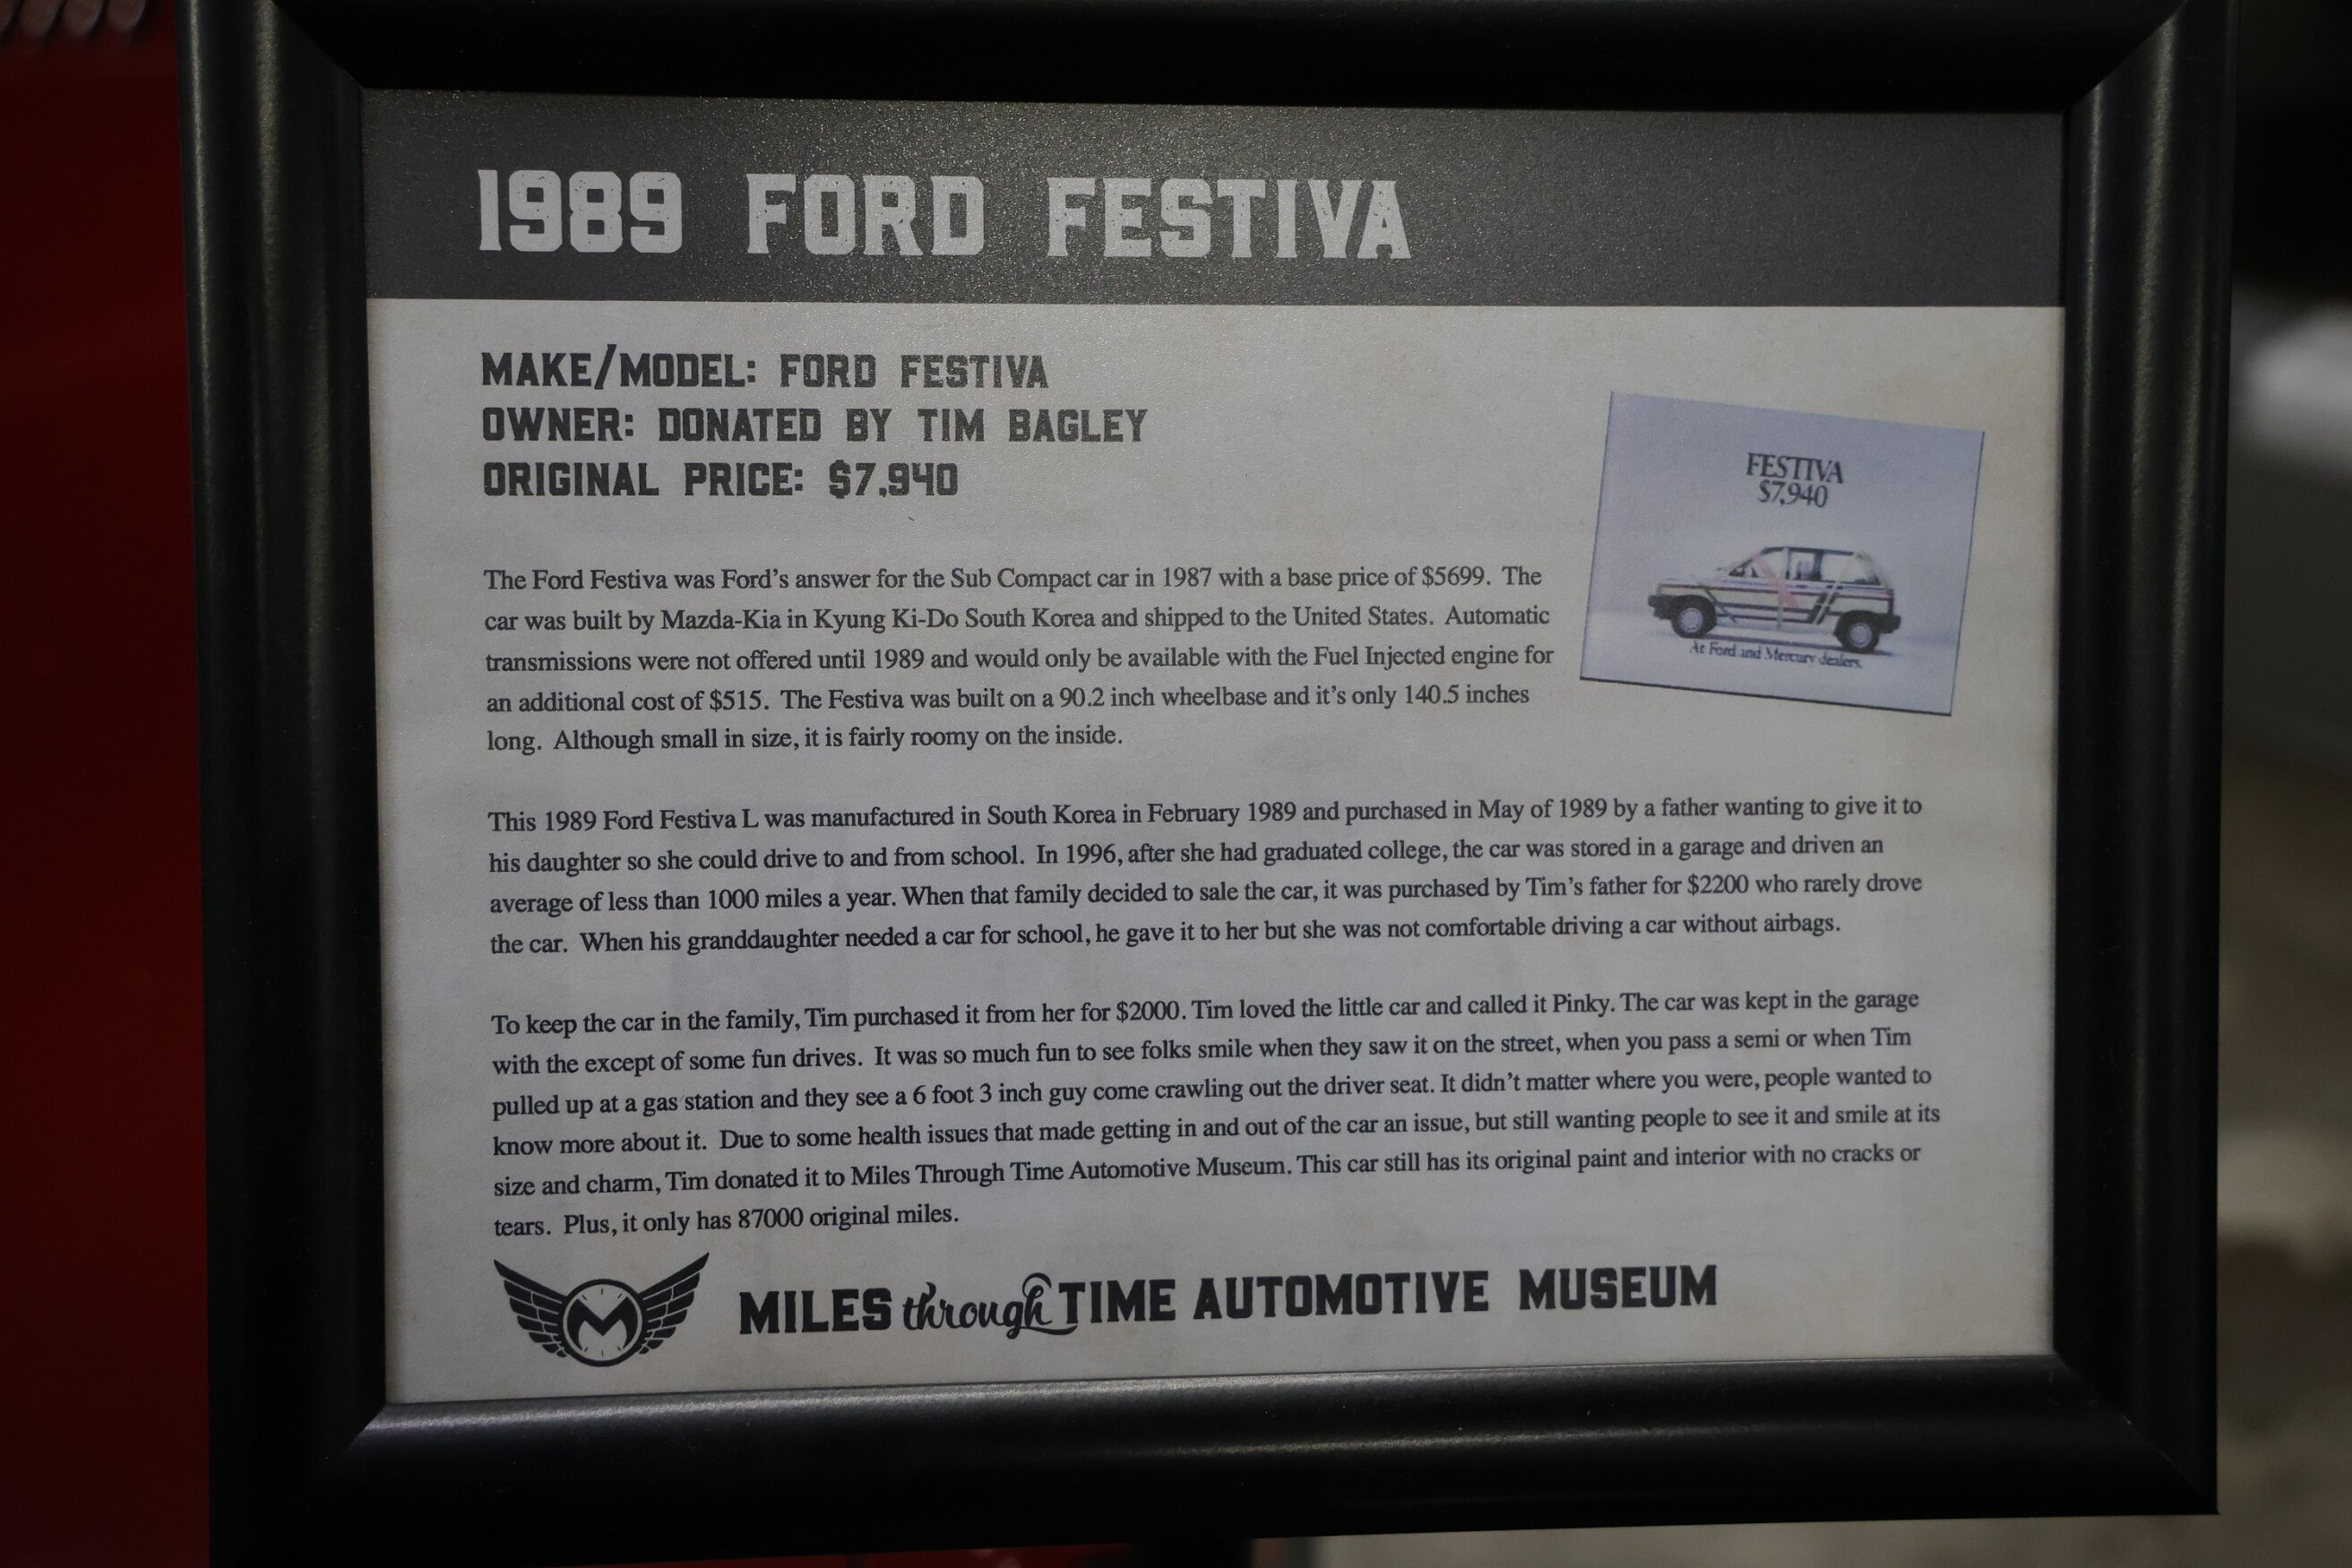 1989 FORD FESTIVA
MAKE/MODEL: FORD FESTIVA
OWNER: DONATED BY TIM BAGLEY
ORIGINAL PRICE: $7,940
FESTIVA
$7,940
At Ford and Mercury dealers.
The Ford Festiva was Ford's answer for the Sub Compact car in 1987 with a base price of $5699. The
car was built by Mazda-Kia in Kyung Ki-Do South Korea and shipped to the United States. Automatic
transmissions were not offered until 1989 and would only be available with the Fuel Injected engine for
an additional cost of $515. The Festiva was built on a 90.2 inch wheelbase and it's only 140.5 inches
long. Although small in size, it is fairly roomy on the inside.
This 1989 Ford Festiva L was manufactured in South Korea in February 1989 and purchased in May of 1989 by a father wanting to give it to
his daughter so she could drive to and from school. In 1996, after she had graduated college, the car was stored in a garage and driven an
average of less than 1000 miles a year. When that family decided to sale the car, it was purchased by Tim's father for $2200 who rarely drove
the car. When his granddaughter needed a car for school, he gave it to her but she was not comfortable driving a car without airbags.
To keep the car in the family, Tim purchased it from her for $2000. Tim loved the little car and called it Pinky. The car was kept in the garage
with the except of some fun drives. It was so much fun to see folks smile when they saw it on the street, when you pass a semi or when Tim
pulled up at a gas station and they see a 6 foot 3 inch guy come crawling out the driver seat. It didn't matter where you were, people wanted to
know more about it. Due to some health issues that made getting in and out of the car an issue, but still wanting people to see it and smile at its
size and charm, Tim donated it to Miles Through Time Automotive Museum. This car still has its original paint and interior with no cracks or
tears. Plus, it only has 87000 original miles.
M MILES through TIME AUTOMOTIVE MUSEUM